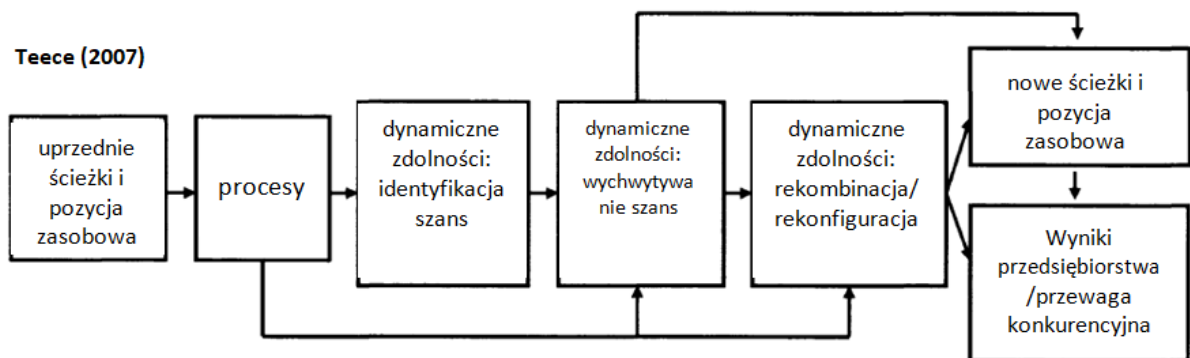 Teece (2007)
uprzednie
ścieżki i
pozycja
zasobowa
procesy
dynamiczne
zdolności:
identyfikacja
szans
dynamiczne
zdolności:
wychwytywa
nie szans
dynamiczne
zdolności:
rekombinacja/
rekonfiguracja
nowe ścieżki i
pozycja
zasobowa
Wyniki
przedsiębiorstwa
/przewaga
konkurencyjna